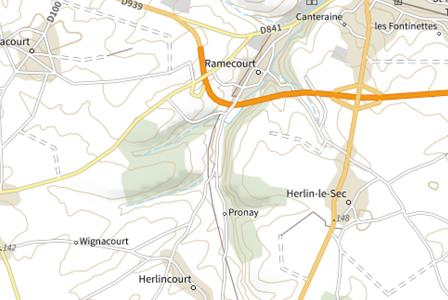 D939
D100
Canteraine
les Fontinettes
D841
acourt
Ramecourt
Herlin-le-Sec
Pronay
148
142
Wignacourt
Herlincourt